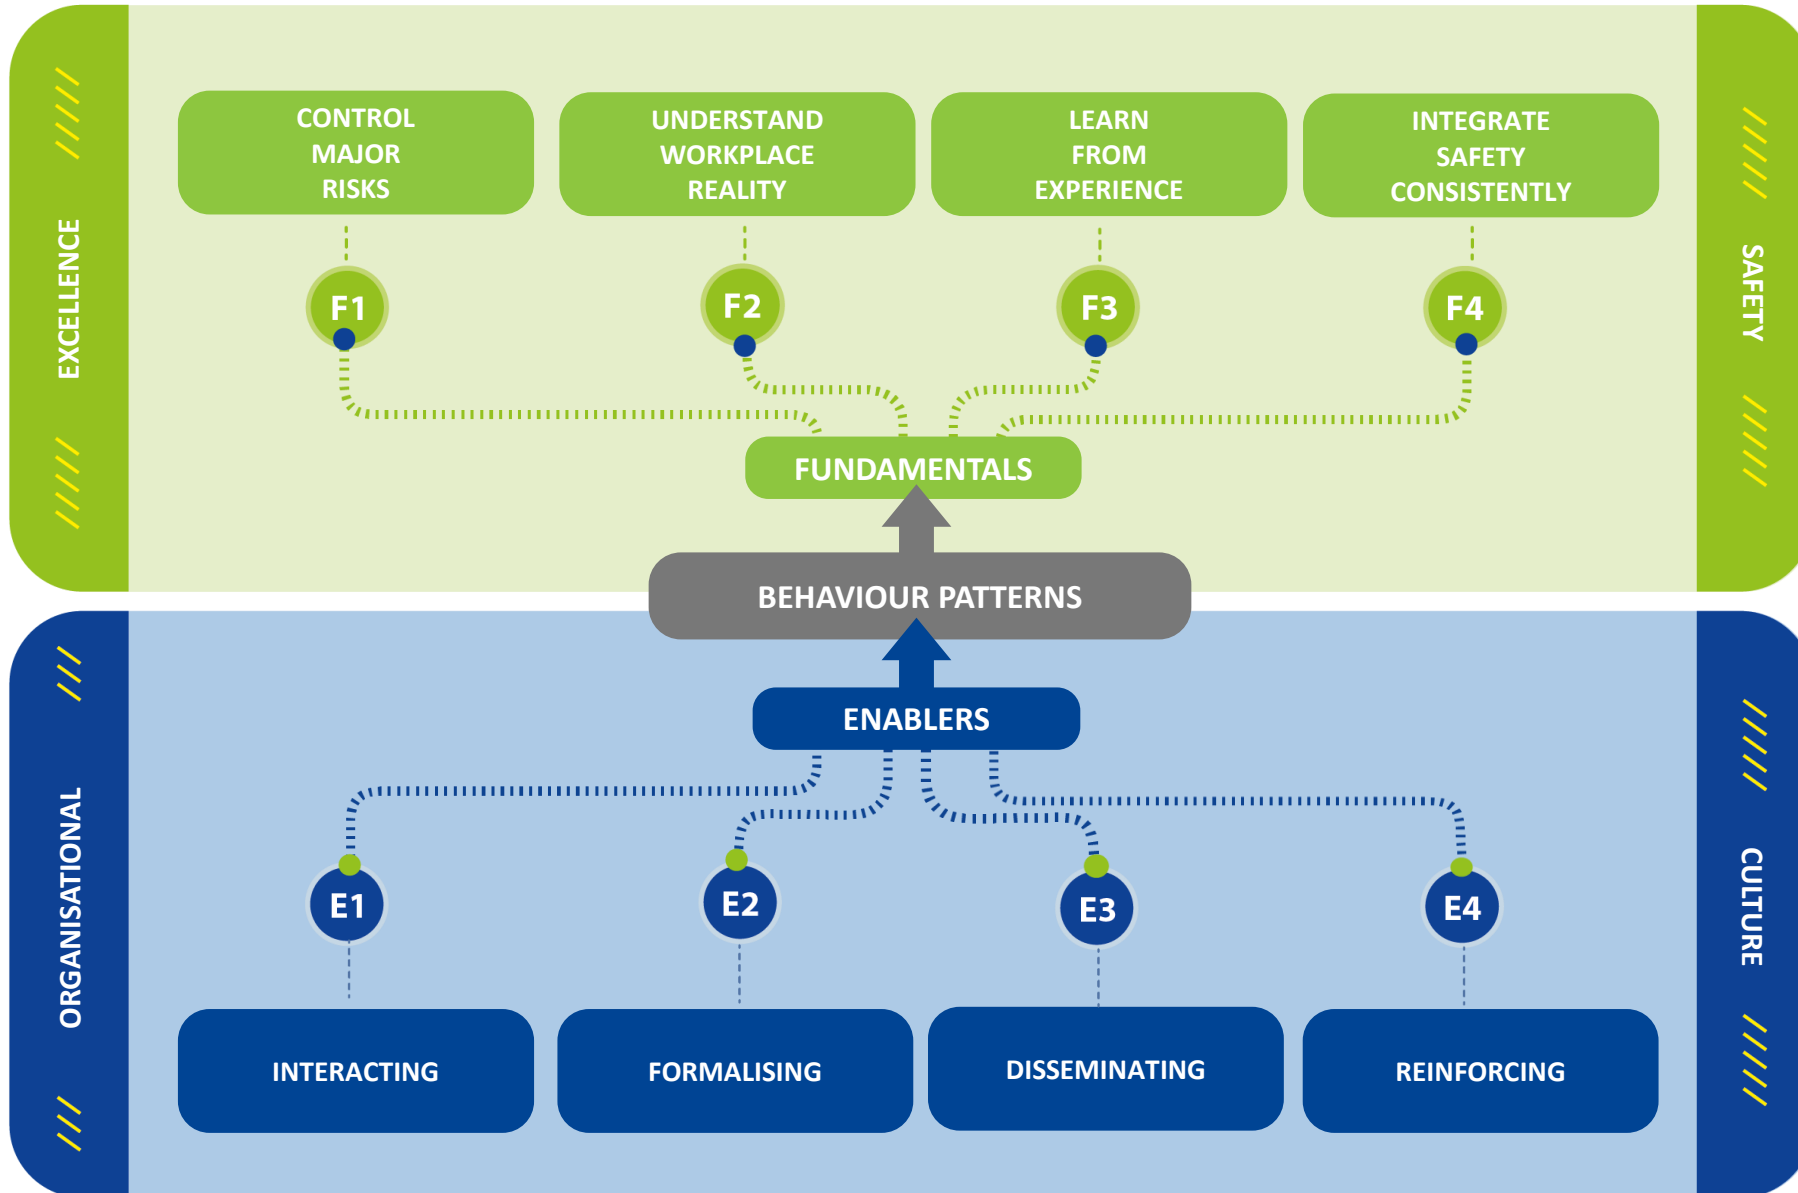 EXCELLENCE
SAFETY
CONTROL
MAJOR
RISKS
UNDERSTAND
WORKPLACE
REALITY
LEARN
FROM
EXPERIENCE
INTEGRATE
SAFETY
CONSISTENTLY
F1
F2
F3
F4
FUNDAMENTALS
BEHAVIOUR PATTERNS
ORGANISATIONAL
CULTURE
ENABLERS
E1
E2
E3
E4
INTERACTING
FORMALISING
DISSEMINATING
REINFORCING